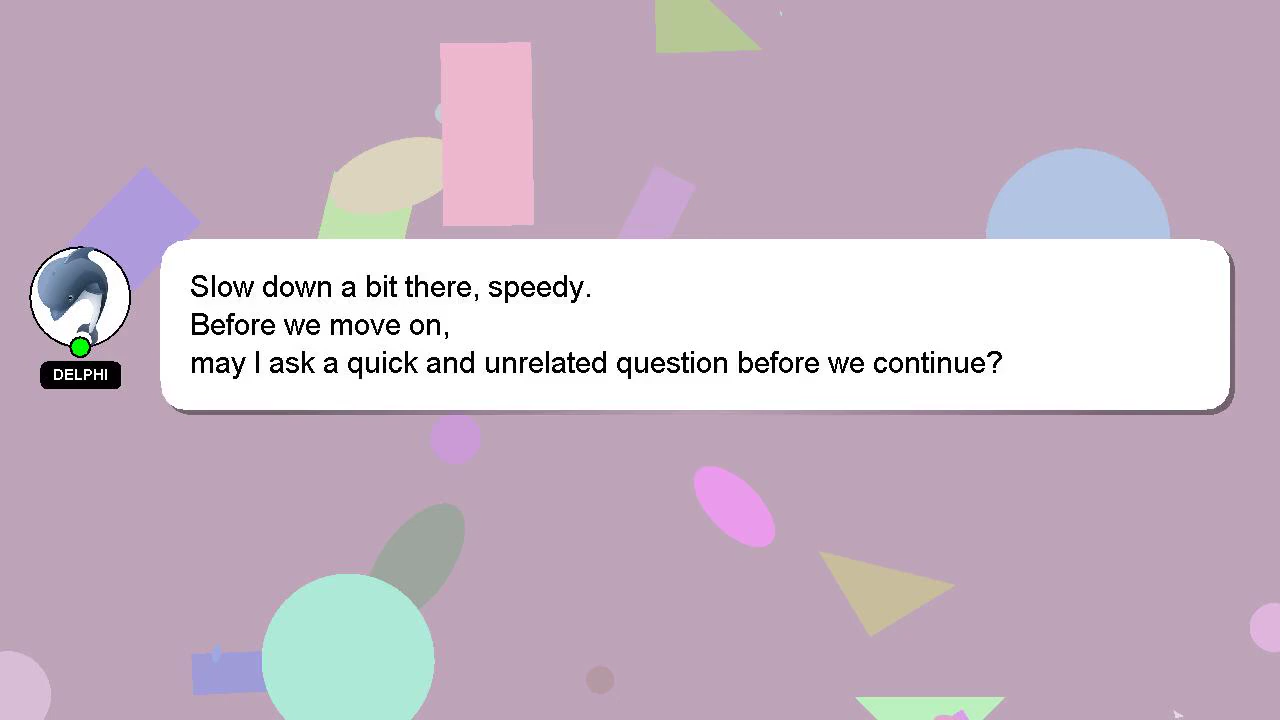 Slow down a bit there, speedy.
Before we move on,
may I ask a quick and unrelated question before we continue?
DELPHI